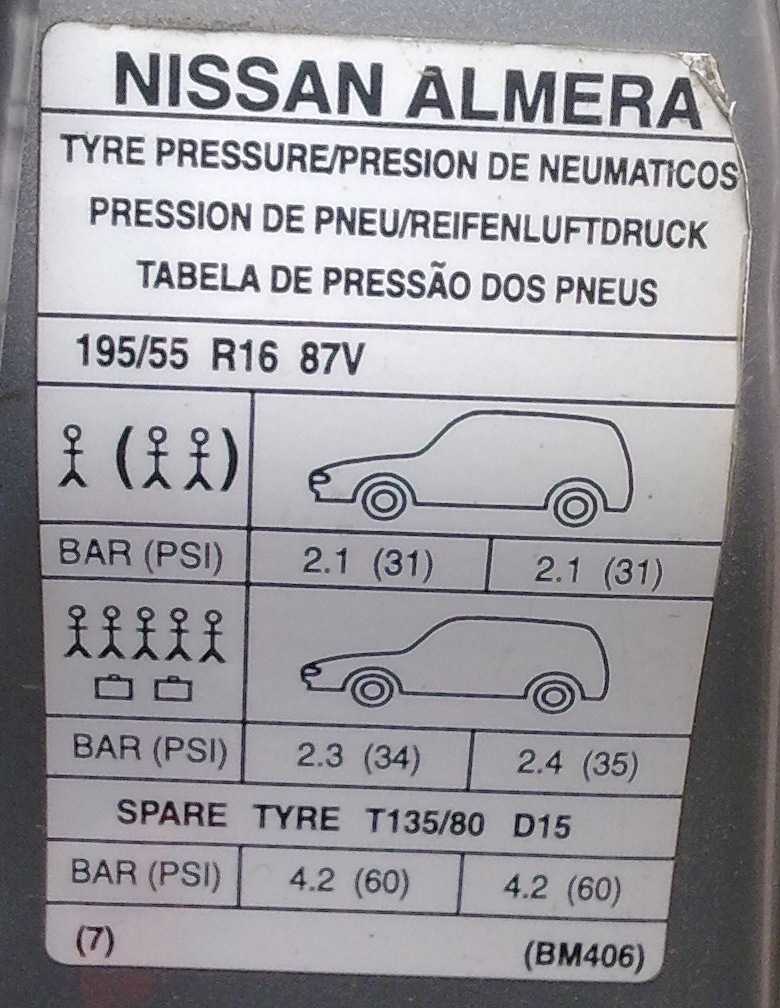 NISSAN ALMERA
TYRE PRESSURE/PRESION DE NEUMATICOS
PRESSION DE PNEU/REIFENLUFTDRUCK
TABELA DE PRESSÃO DOS PNEUS
195/55 R16 87V
BAR (PSI) 2.1 (31) 2.1 (31)
BAR (PSI) 2.3 (34) 2.4 (35)
SPARE TYRE T135/80 D15
BAR (PSI) 4.2 (60) 4.2 (60)
(7) (BM406)